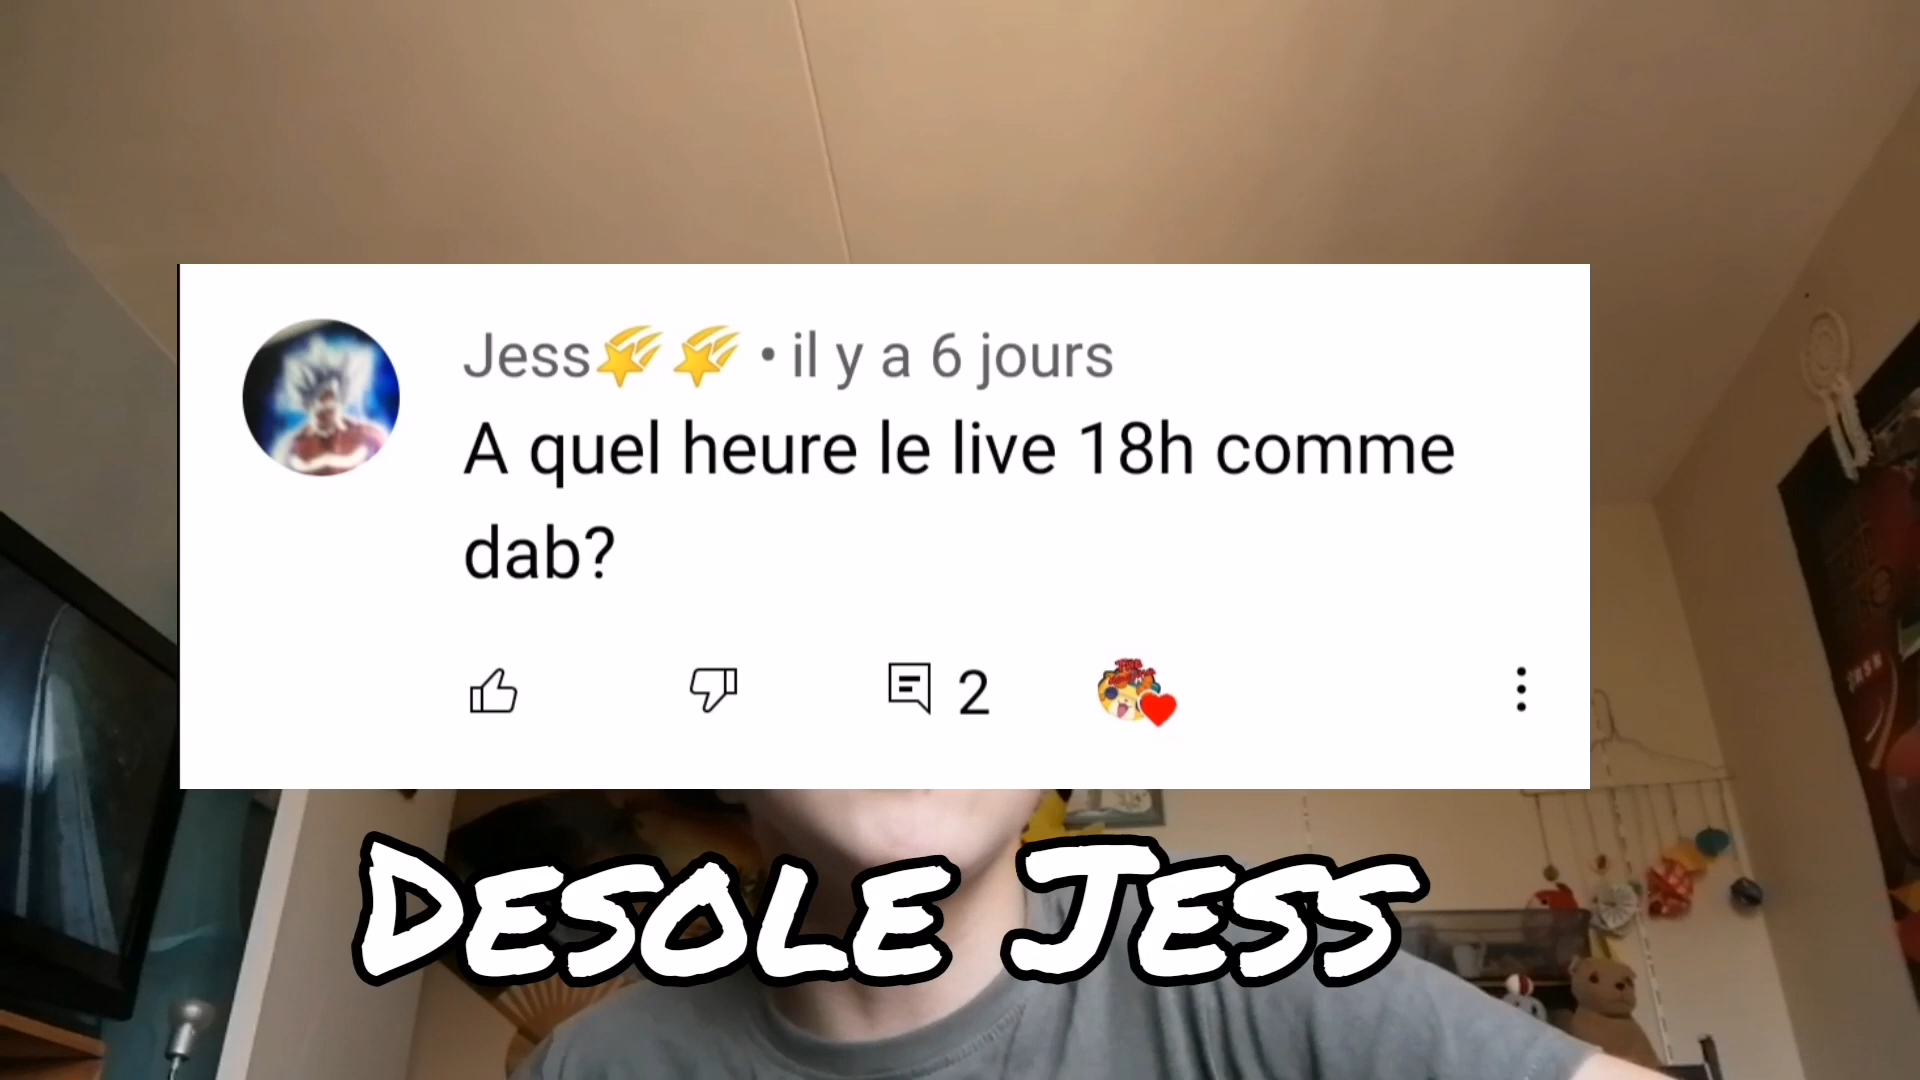 Jess🌠🌠 • il y a 6 jours
A quel heure le live 18h comme
dab?
2
DESOLE JESS